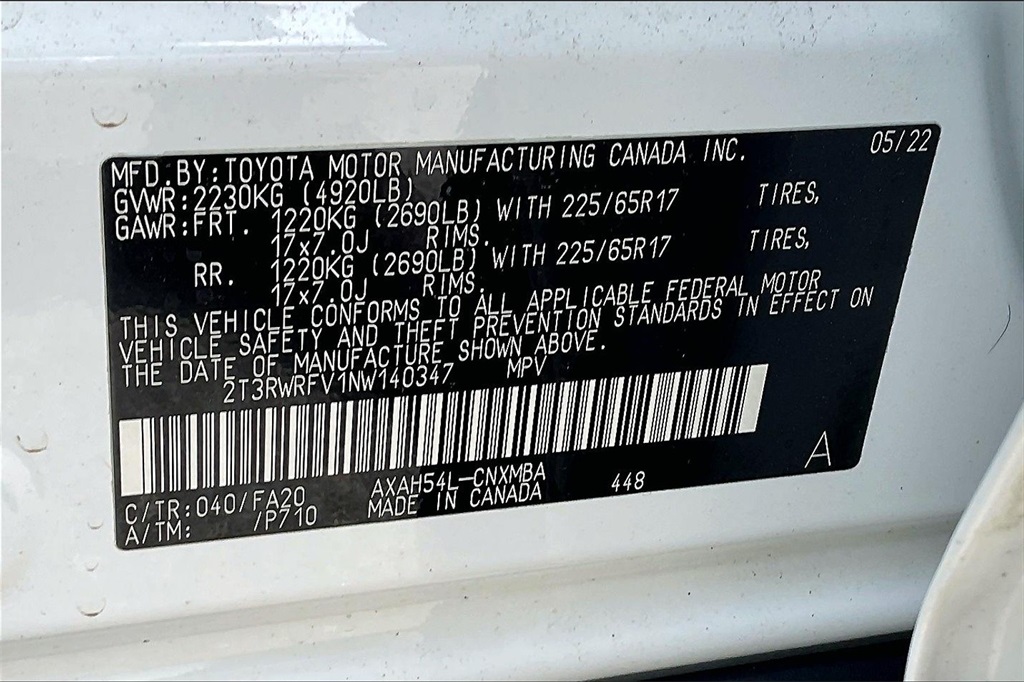 05/22
MFD.BY:TOYOTA MOTOR MANUFACTURING CANADA INC.
GVWR:2230KG (4920LB)
GAWR:FRT. 1220KG (2690LB) WITH 225/65R17 TIRES,
17x7.0J RIMS.
RR. 1220KG (2690LB) WITH 225/65R17 TIRES,
17x7.0J RIMS.
THIS VEHICLE CONFORMS TO ALL APPLICABLE FEDERAL MOTOR
VEHICLE SAFETY AND THEFT PREVENTION STANDARDS IN EFFECT ON
THE DATE OF MANUFACTURE SHOWN ABOVE.
2T3RWRFV1NW140347 MPV
A
C/TR:040/FA20 AXAH54L-CNXMBA 448
A/TM: /P710 MADE IN CANADA